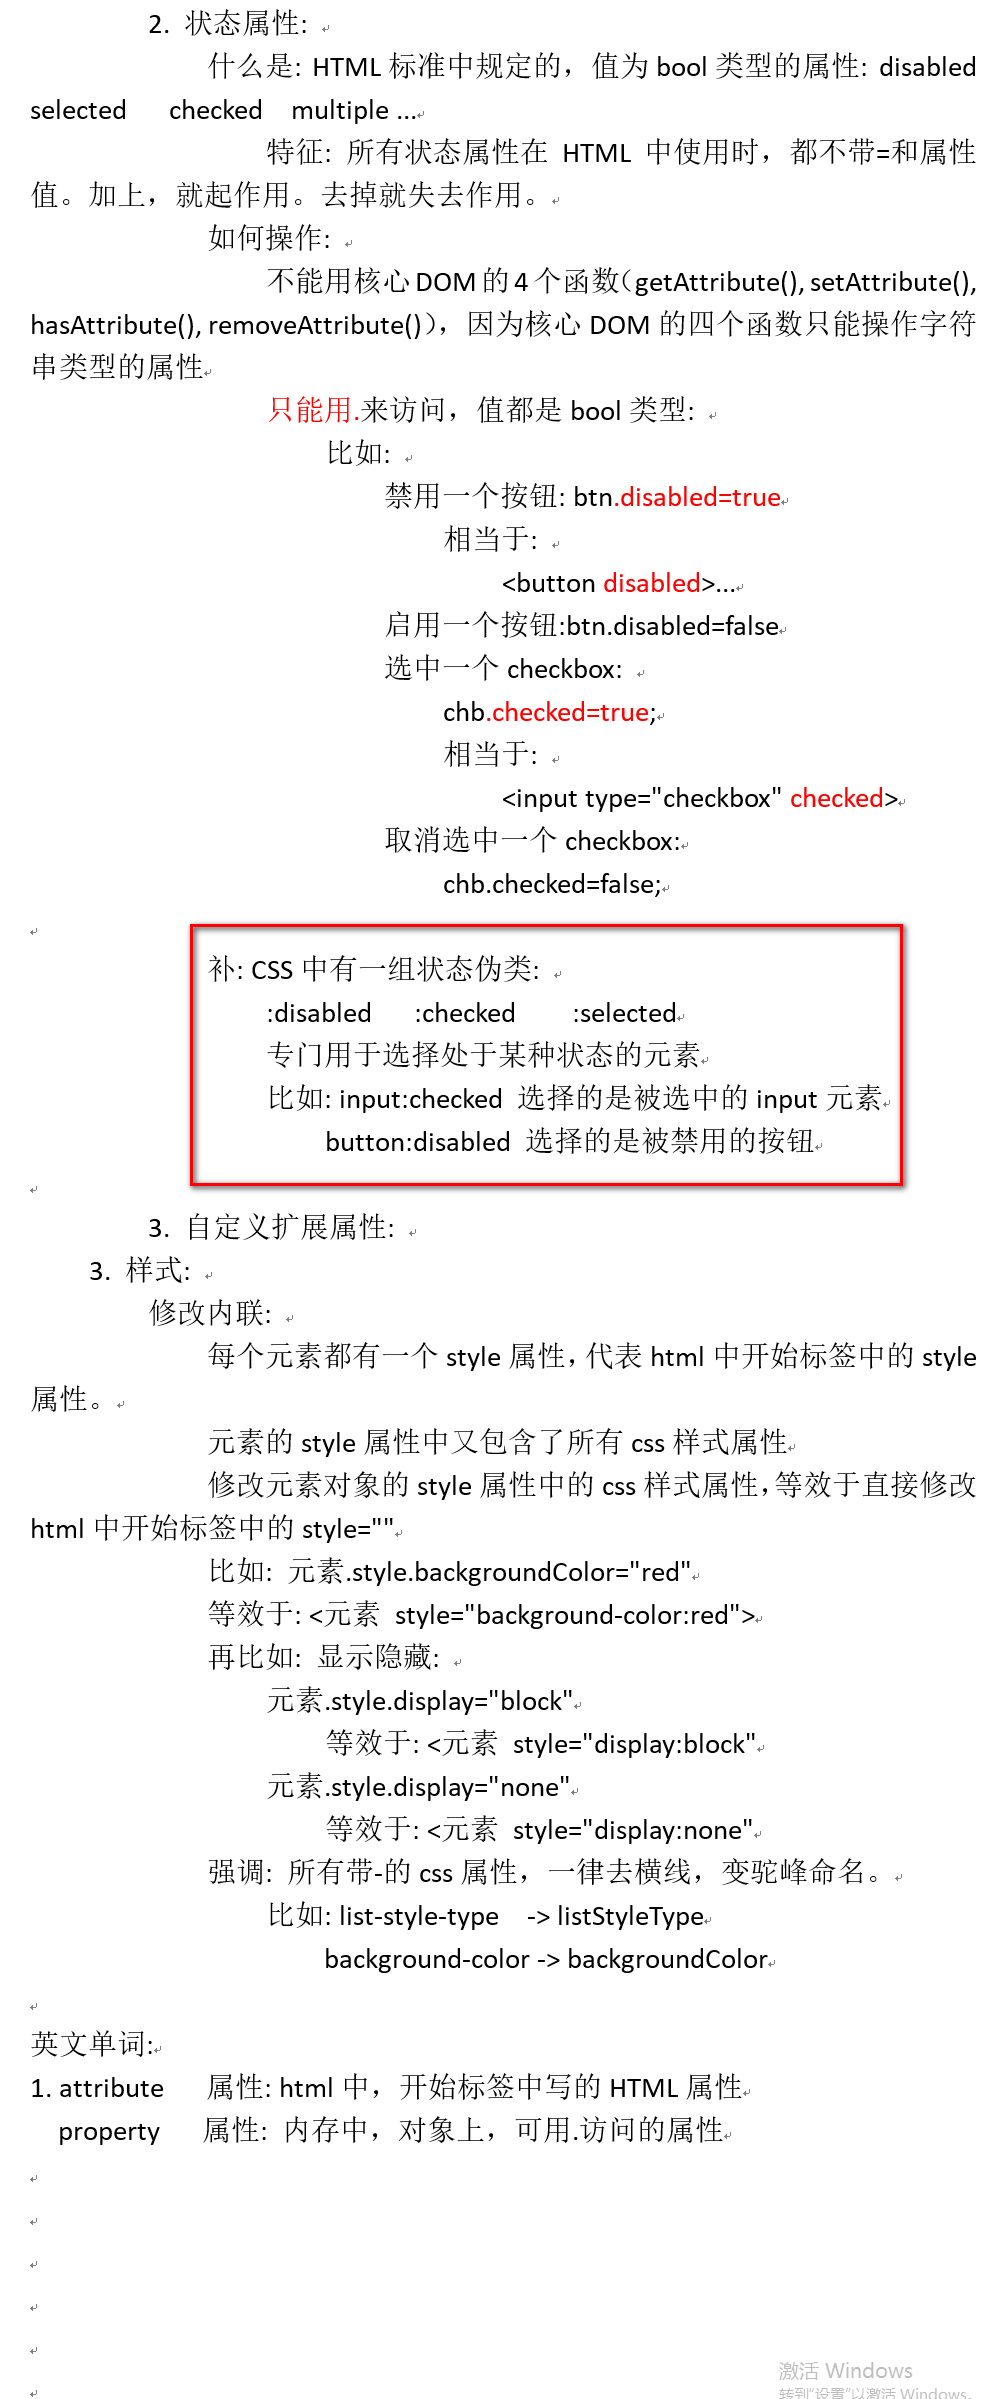 2. 状态属性:
什么是: HTML 标准中规定的，值为 bool 类型的属性: disabled
selected checked multiple ...
特征: 所有状态属性在 HTML 中使用时，都不带=和属性
值。加上，就起作用。去掉就失去作用。
如何操作:
不能用核心 DOM 的 4 个函数（getAttribute(), setAttribute(),
hasAttribute(), removeAttribute()），因为核心 DOM 的四个函数只能操作字符
串类型的属性
只能用.来访问，值都是 bool 类型:
比如:
禁用一个按钮: btn.disabled=true
相当于:
<button disabled>...
启用一个按钮:btn.disabled=false
选中一个 checkbox:
chb.checked=true;
相当于:
<input type="checkbox" checked>
取消选中一个 checkbox:
chb.checked=false;
补: CSS 中有一组状态伪类:
:disabled :checked :selected
专门用于选择处于某种状态的元素
比如: input:checked 选择的是被选中的 input 元素
button:disabled 选择的是被禁用的按钮
3. 自定义扩展属性:
3. 样式:
修改内联:
每个元素都有一个 style 属性，代表 html 中开始标签中的 style
属性。
元素的 style 属性中又包含了所有 css 样式属性
修改元素对象的 style 属性中的 css 样式属性，等效于直接修改
html 中开始标签中的 style=""
比如: 元素.style.backgroundColor="red"
等效于: <元素 style="background-color:red">
再比如: 显示隐藏:
元素.style.display="block"
等效于: <元素 style="display:block"
元素.style.display="none"
等效于: <元素 style="display:none"
强调: 所有带-的 css 属性，一律去横线，变驼峰命名。
比如: list-style-type -> listStyleType
background-color -> backgroundColor
英文单词:
1. attribute 属性: html 中，开始标签中写的 HTML 属性
property 属性: 内存中，对象上，可用.访问的属性
激活 Windows
转到“设置”以激活 Windows。